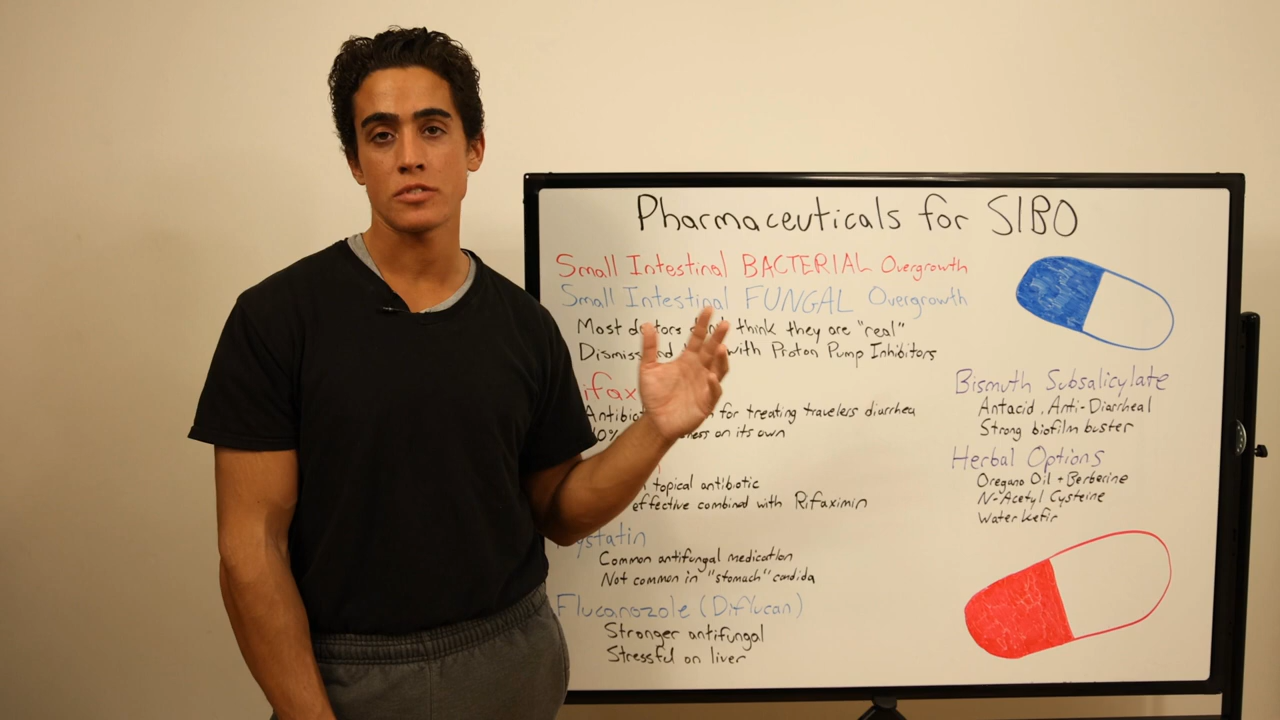 Pharmaceuticals for SIBO
Small Intestinal BACTERIAL Overgrowth
Small Intestinal FUNGAL Overgrowth
Most think they are "real"
with Proton Pump Inhibitors
for treating travelers diarrhea
on its own
topical antibiotic
effective combined with Rifaximin
Common antifungal medication
Not common in "stomach" candida
Flucanozole (Diflucan)
Stronger antifungal
Stressful on liver
Bismuth Subsalicylate
Antacid, Anti-Diarrheal
Strong biofilm buster
Herbal Options
Oregano Oil + Berberine
N-Acetyl Cysteine
Water Kefir